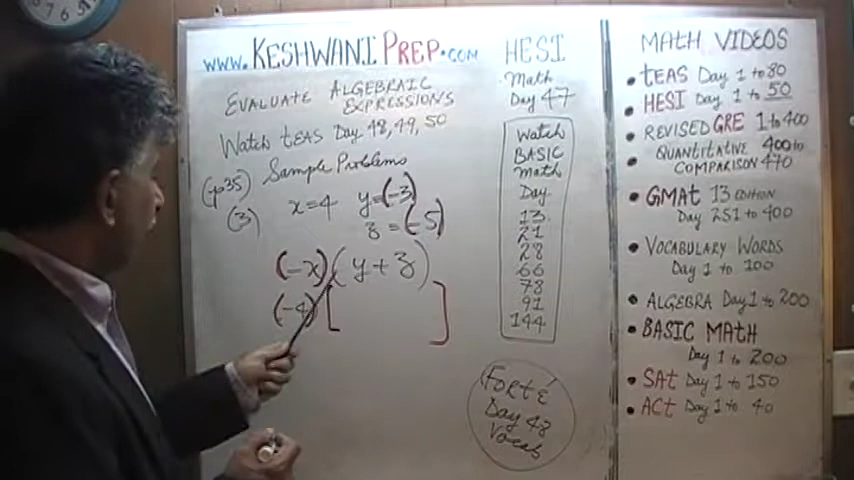 www.KESHWANIPREP.COM
EVALUATE ALGEBRAIC
EXPRESSIONS
Watch tEAS Day 48, 49, 50
Sample Problems
(p35)
(3)
x=4 y=(-3)
z=(-5)
(-x)(y+z)
(-4)[ ]
HESI
Math
Day 47
Watch
BASIC
Math
Day
13
21
28
66
78
91
144
FORTÉ
Day 48
Vocab
MATH VIDEOS
• tEAS Day 1 to 80
• HESI Day 1 to 50
• REVISED GRE 1 to 400
• QUANTITATIVE 400 to
COMPARISON 470
• GMAt 13 EDITION
Day 251 to 400
• VOCABULARY WORDS
Day 1 to 100
• ALGEBRA Day 1 to 200
• BASIC MATH
Day 1 to 200
• SAt Day 1 to 150
• ACt Day 1 to 40